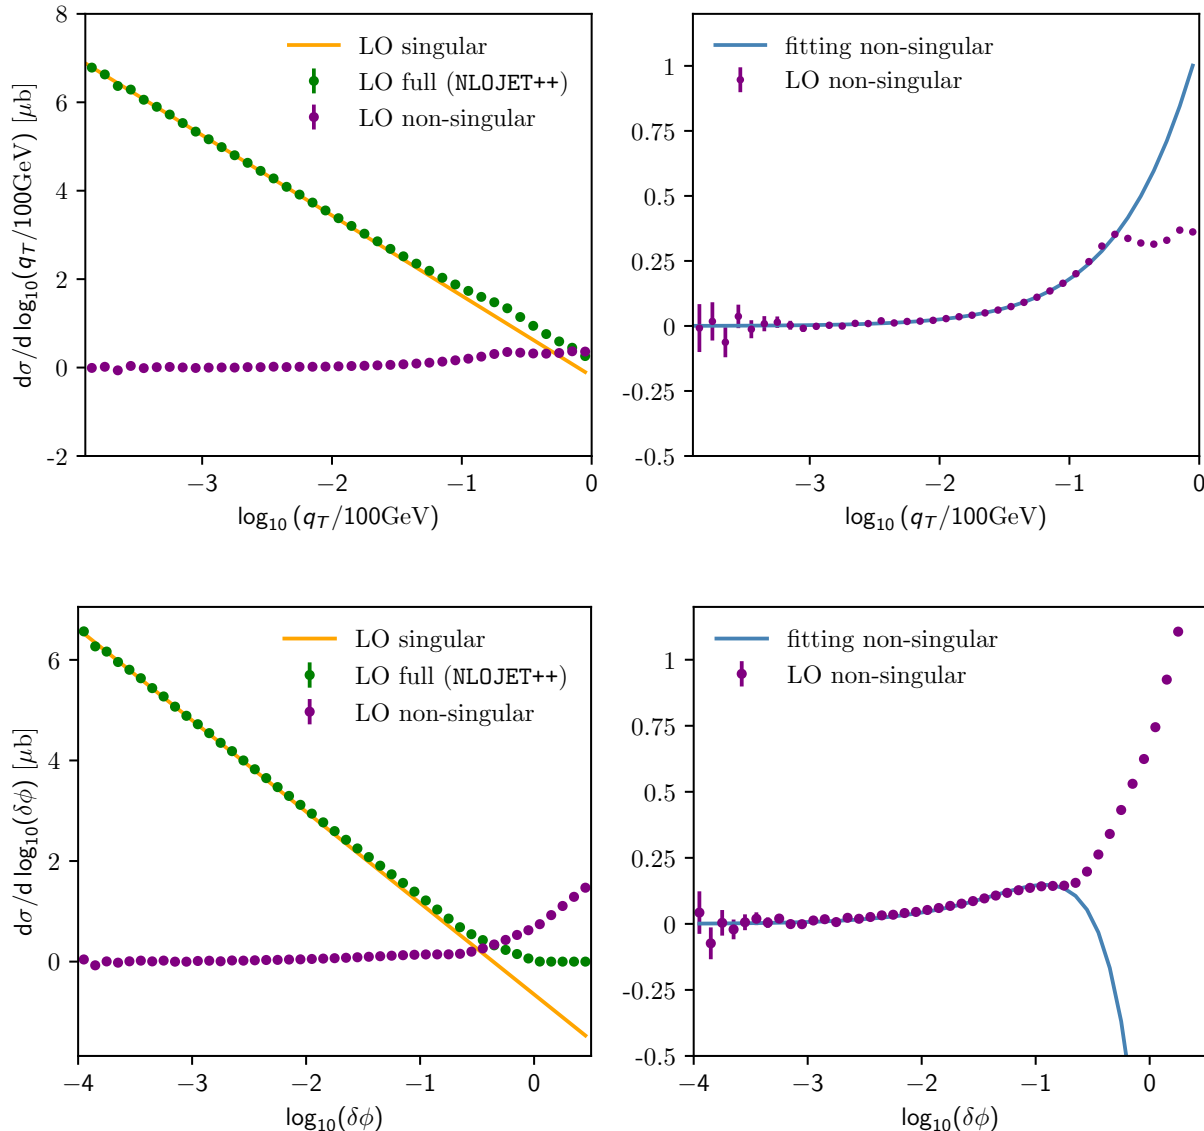 8
6
4
2
0
-2
dσ/d log₁₀(q_T/100GeV) [μb]
LO singular
LO full (NLOJET++)
LO non-singular
−3
−2
−1
0
log₁₀ (q_T/100GeV)
1
0.75
0.5
0.25
0
-0.25
-0.5
fitting non-singular
LO non-singular
−3
−2
−1
0
log₁₀ (q_T/100GeV)
6
4
2
0
dσ/d log₁₀(δϕ) [μb]
LO singular
LO full (NLOJET++)
LO non-singular
−4
−3
−2
−1
0
log₁₀(δϕ)
1
0.75
0.5
0.25
0
-0.25
-0.5
fitting non-singular
LO non-singular
−4
−3
−2
−1
0
log₁₀(δϕ)